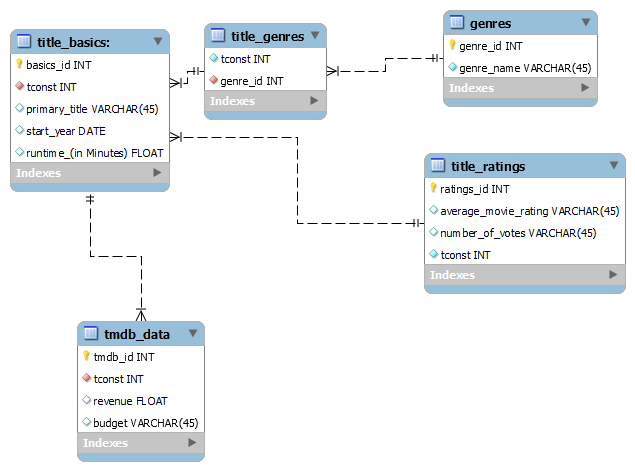 title_basics:
basics_id INT
tconst INT
primary_title VARCHAR(45)
start_year DATE
runtime_(in Minutes) FLOAT
Indexes
title_genres
tconst INT
genre_id INT
Indexes
genres
genre_id INT
genre_name VARCHAR(45)
Indexes
title_ratings
ratings_id INT
average_movie_rating VARCHAR(45)
number_of_votes VARCHAR(45)
tconst INT
Indexes
tmdb_data
tmdb_id INT
tconst INT
revenue FLOAT
budget VARCHAR(45)
Indexes